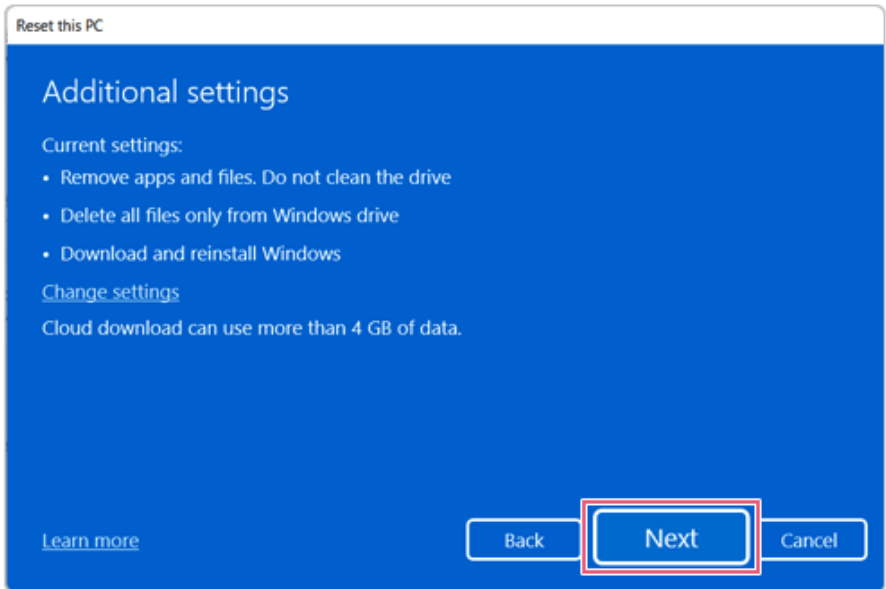 Reset this PC
Additional settings
Current settings:
• Remove apps and files. Do not clean the drive
• Delete all files only from Windows drive
• Download and reinstall Windows
Change settings
Cloud download can use more than 4 GB of data.
Learn more
Back
Next
Cancel